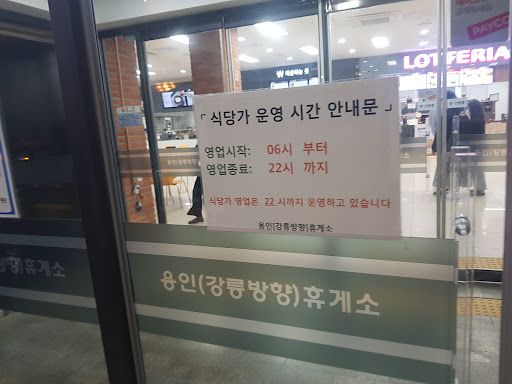 LOTTERIA
PAYCO
「 식당가 운영 시간 안내문 」
영업시작: 06시 부터
영업종료: 22시 까지
식당가 영업은 22시까지 운영하고 있습니다
용인(강릉방향)휴게소
방향)휴게소
용인(강릉방향)휴게소